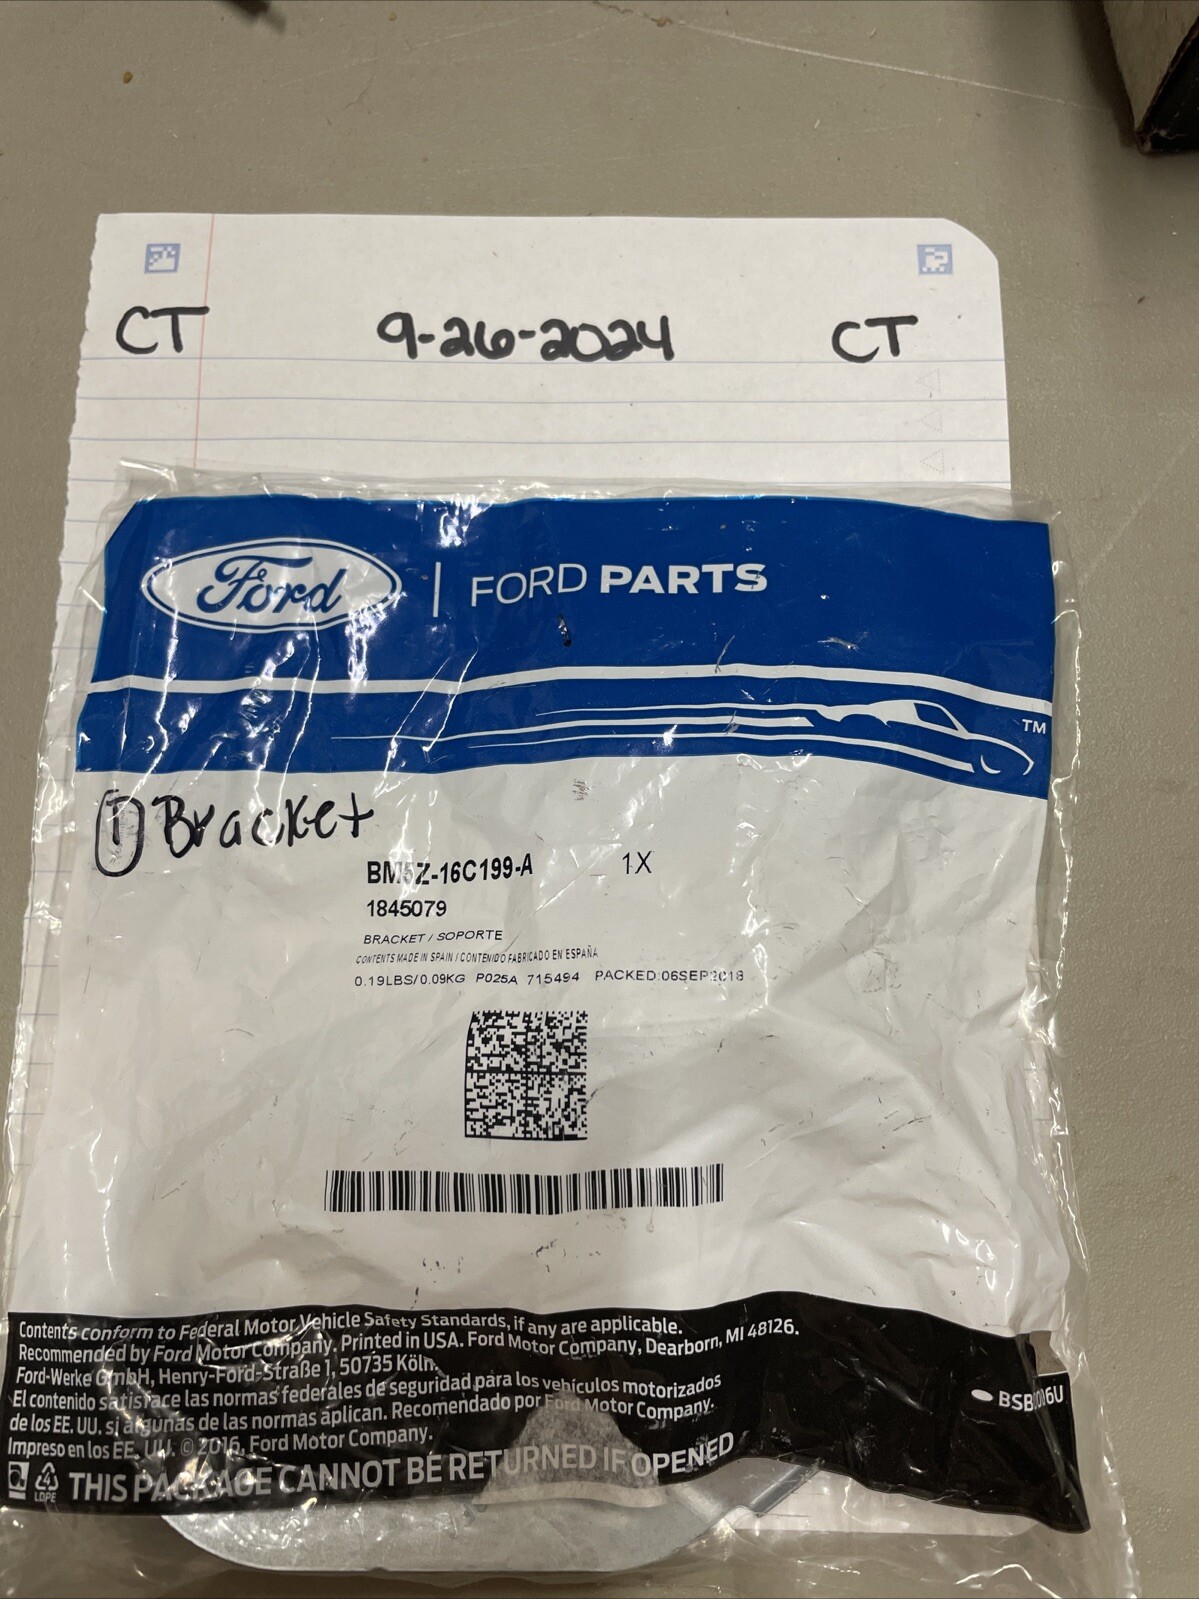 CT 9-26-2024 CT
Ford | FORD PARTS
TM
① Bracket
BM5Z-16C199-A 1X
1845079
BRACKET / SOPORTE
CONTENTS MADE IN SPAIN / CONTENIDO FABRICADO EN ESPAÑA
0.19LBS/0.09KG P025A 715494 PACKED:06SEP2018
Contents conform to Federal Motor Vehicle Safety Standards, if any are applicable.
Recommended by Ford Motor Company. Printed in USA. Ford Motor Company, Dearborn, MI 48126.
Ford-Werke GmbH, Henry-Ford-Straße 1, 50735 Köln.
El contenido satisface las normas federales de seguridad para los vehículos motorizados
de los EE. UU. si algunas de las normas aplican. Recomendado por Ford Motor Company.
Impreso en los EE. UU. © 2016, Ford Motor Company.
THIS PACKAGE CANNOT BE RETURNED IF OPENED
4
LDPE